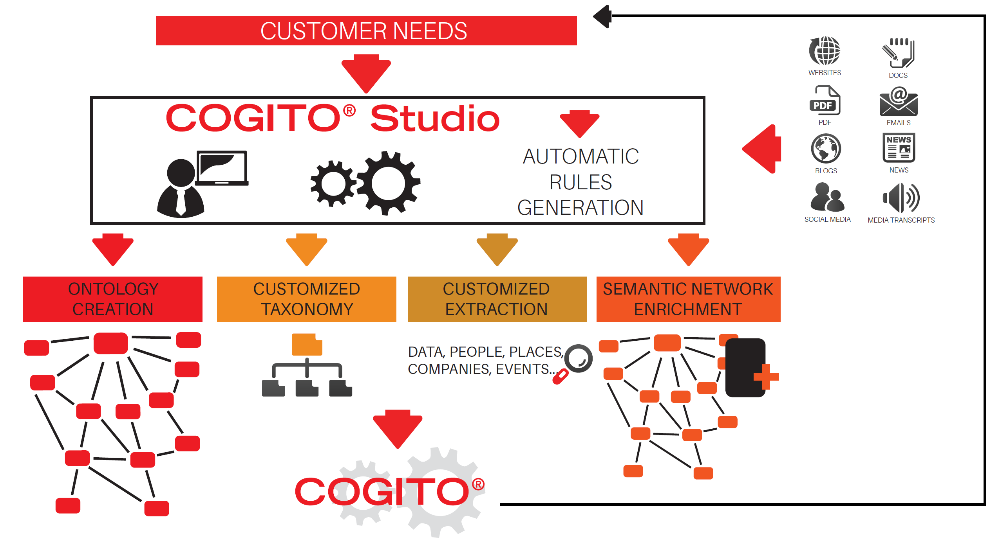 CUSTOMER NEEDS
COGITO® Studio
AUTOMATIC
RULES
GENERATION
WEBSITES
DOCS
PDF
PDF
@
EMAILS
BLOGS
NEWS
NEWS
SOCIAL MEDIA
MEDIA TRANSCRIPTS
ONTOLOGY
CREATION
CUSTOMIZED
TAXONOMY
CUSTOMIZED
EXTRACTION
SEMANTIC NETWORK
ENRICHMENT
DATA, PEOPLE, PLACES,
COMPANIES, EVENTS...
COGITO®